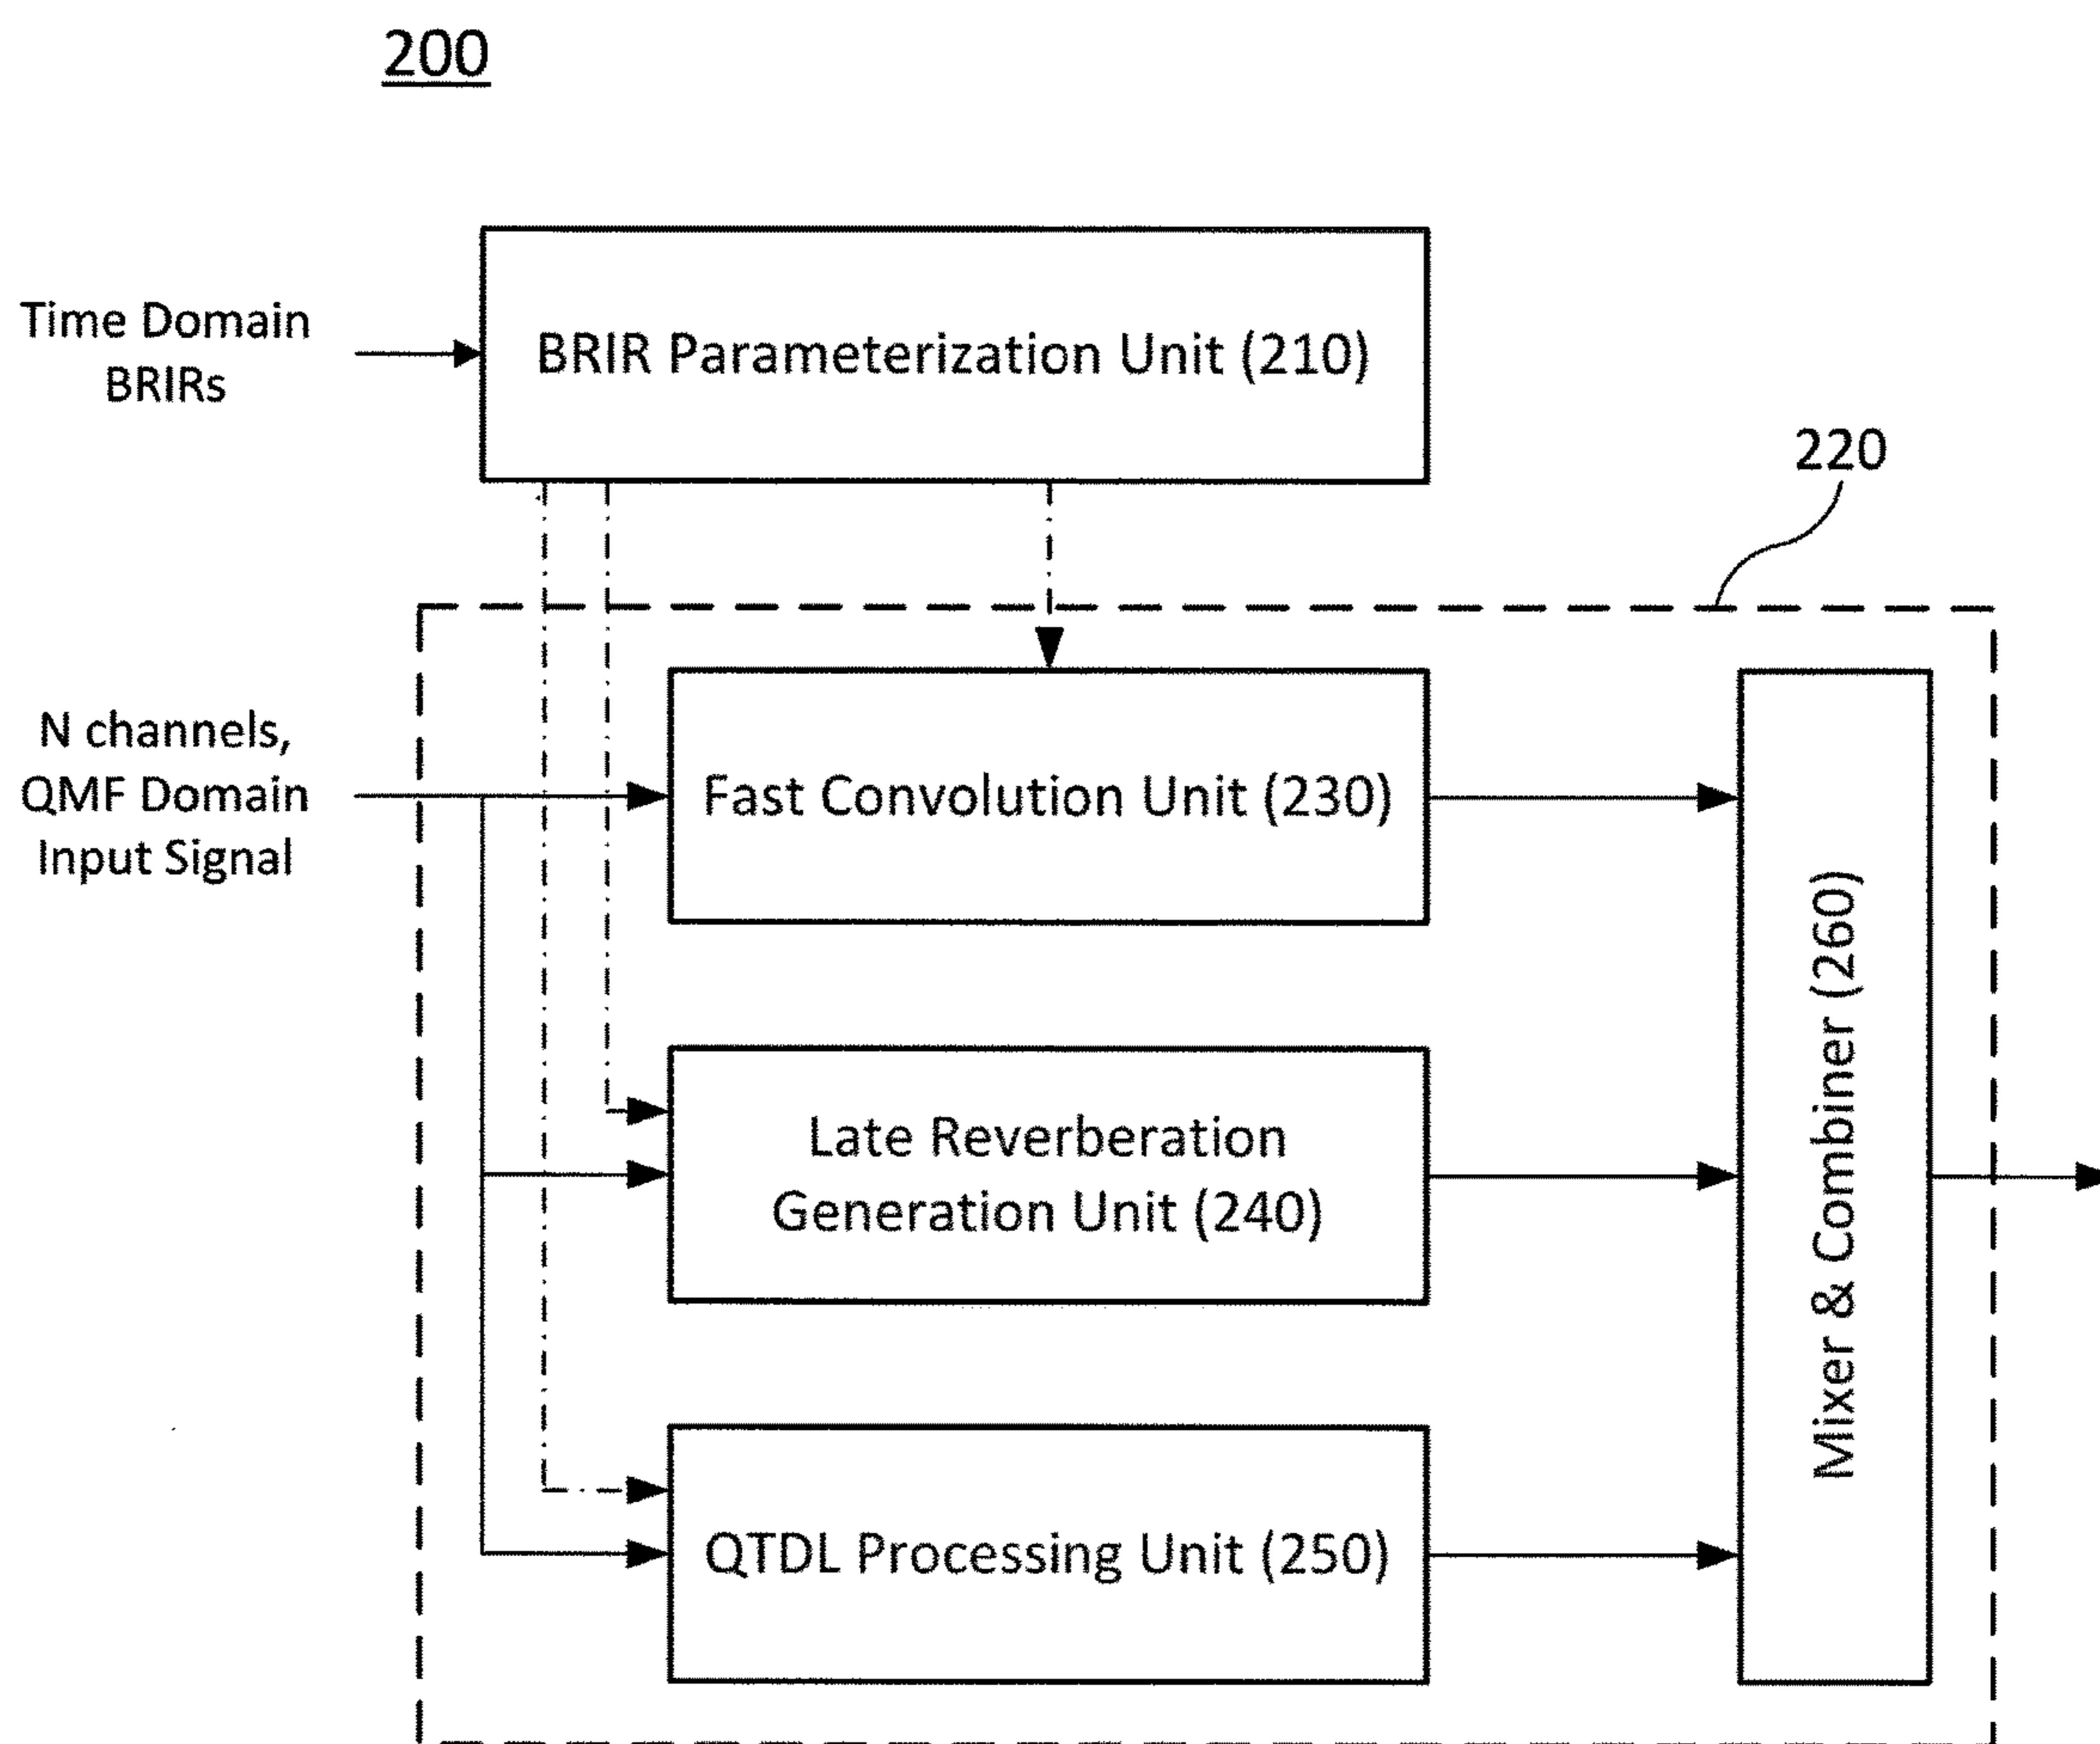 200
Time Domain
BRIRs
BRIR Parameterization Unit (210)
220
N channels,
QMF Domain
Input Signal
Fast Convolution Unit (230)
Late Reverberation
Generation Unit (240)
QTDL Processing Unit (250)
Mixer & Combiner (260)